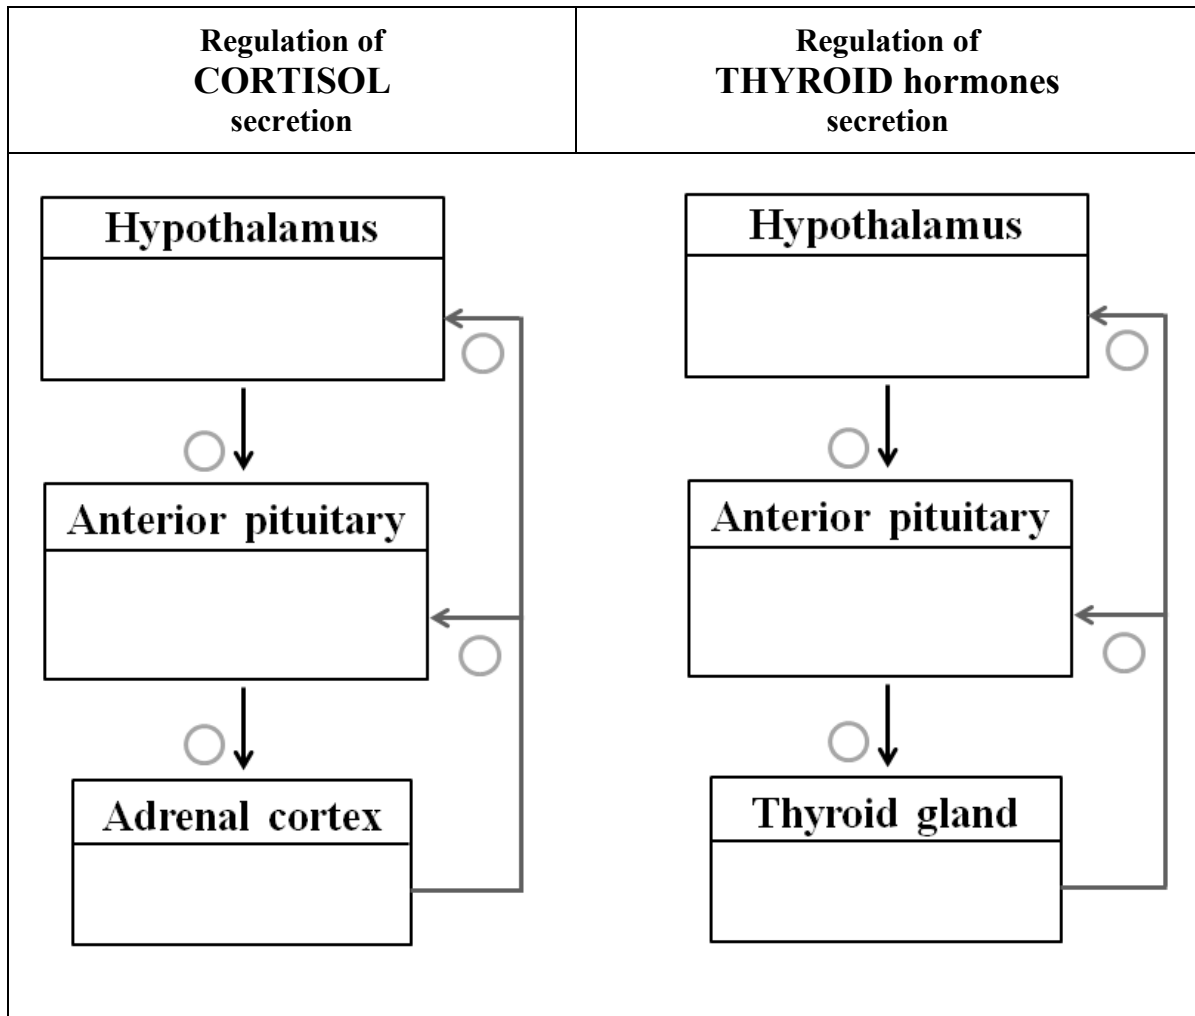 Regulation of
CORTISOL
secretion
Regulation of
THYROID hormones
secretion
Hypothalamus
Anterior pituitary
Adrenal cortex
Hypothalamus
Anterior pituitary
Thyroid gland